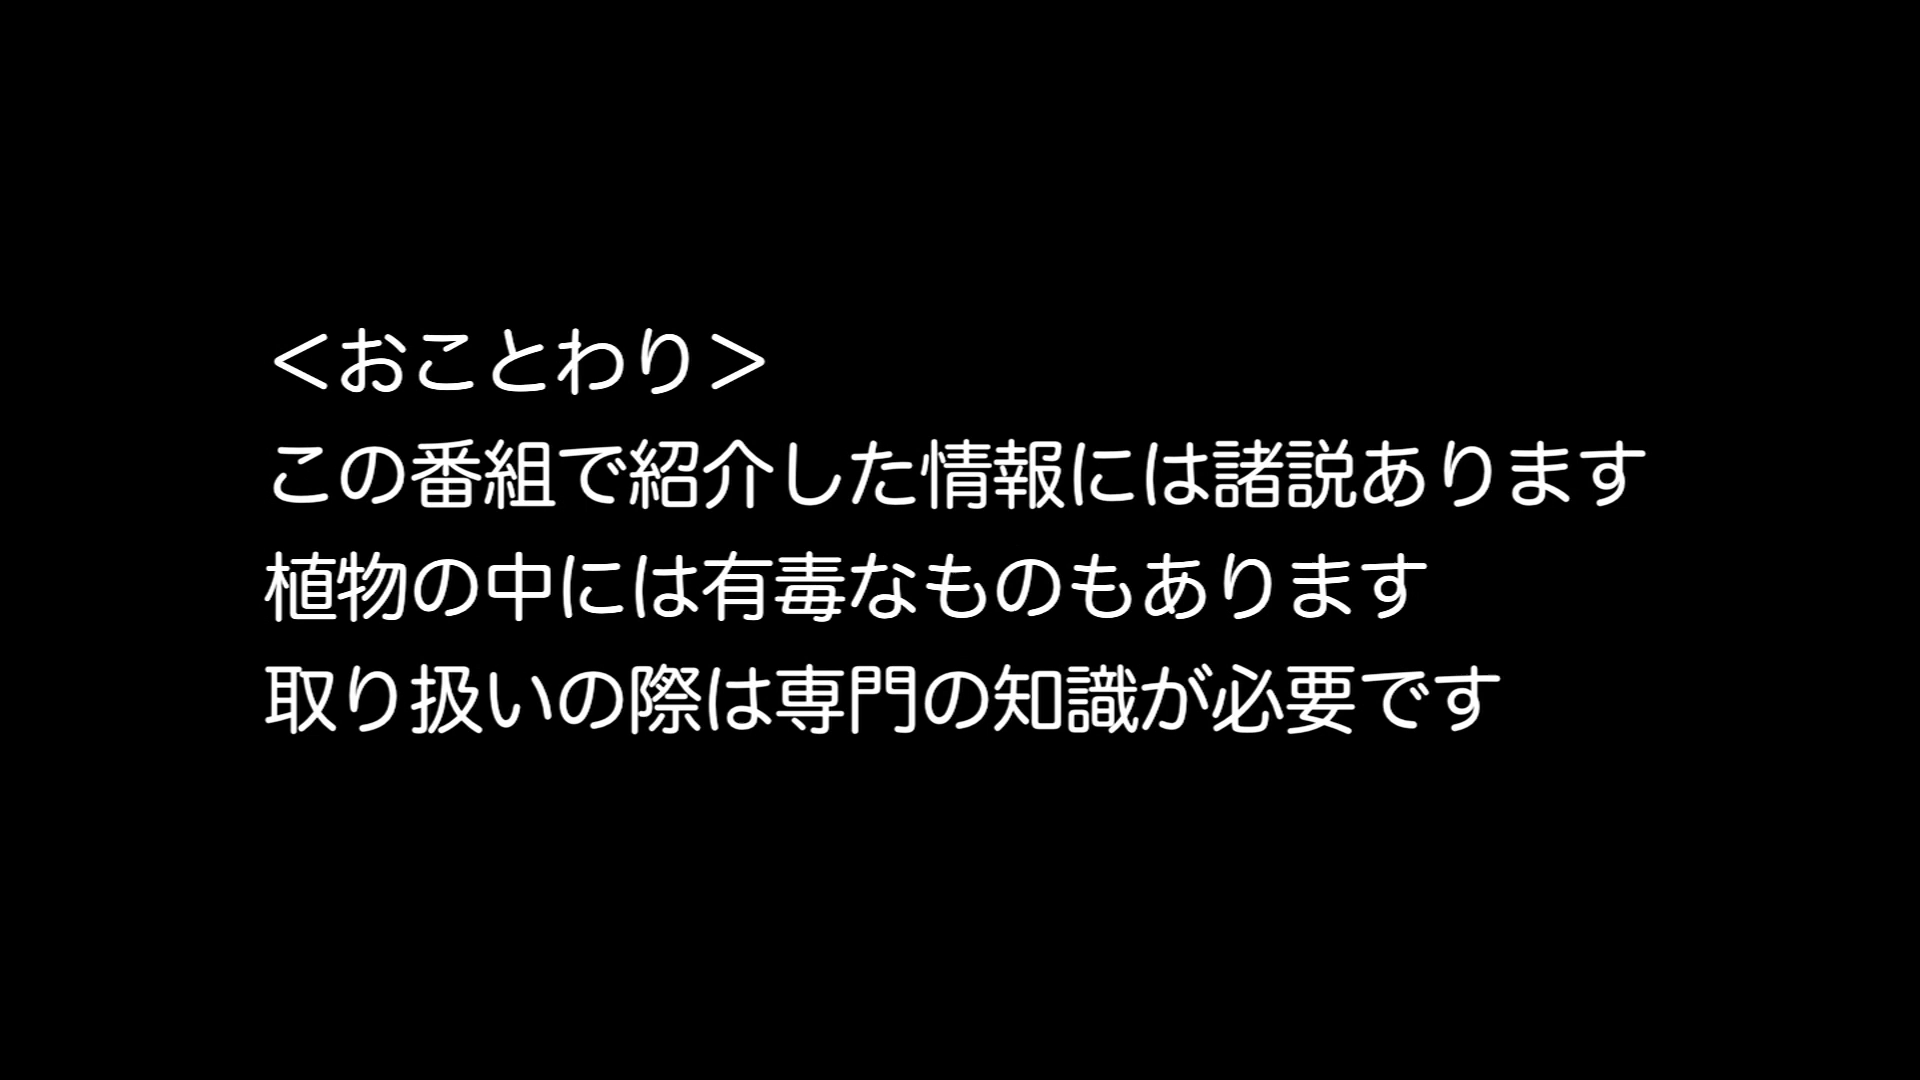 ＜おことわり＞
この番組で紹介した情報には諸説あります
植物の中には有毒なものもあります
取り扱いの際は専門の知識が必要です